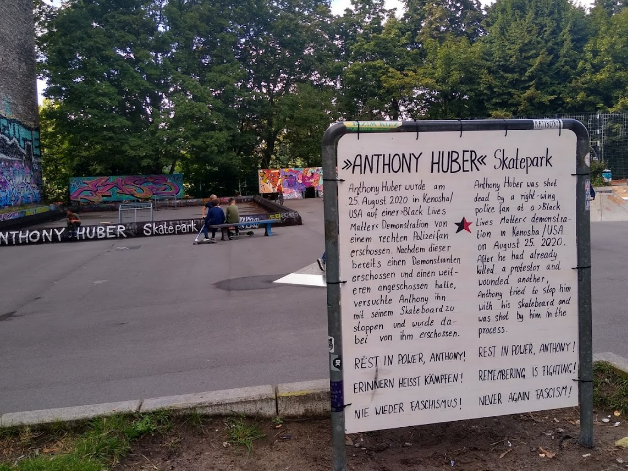 »ANTHONY HUBER« Skatepark
Anthony Huber wurde am
25. August 2020 in Kenosha/
USA auf einer >Black Lives
Matter< Demonstration von
einem rechten Polizeifan
erschossen. Nachdem dieser
bereits einen Demonstranten
erschossen und einen weit-
eren angeschossen hatte,
versuchte Anthony ihn
mit seinem Skateboard zu
stoppen und wurde da-
bei von ihm erschossen.
REST IN POWER, ANTHONY!
ERINNERN HEISST KÄMPFEN!
NIE WIEDER FASCHISMUS!
Anthony Huber was shot
dead by a right-wing
police fan at a >Black
Lives Matter< demonstra-
tion in Kenosha/USA
on August 25, 2020.
After he had already
killed a protestor and
wounded another,
Anthony tried to stop him
with his skateboard and
was shot by him in the
process.
REST IN POWER, ANTHONY!
REMEMBERING IS FIGHTING!
NEVER AGAIN FASCISM!
ANTHONY HUBER Skatepark